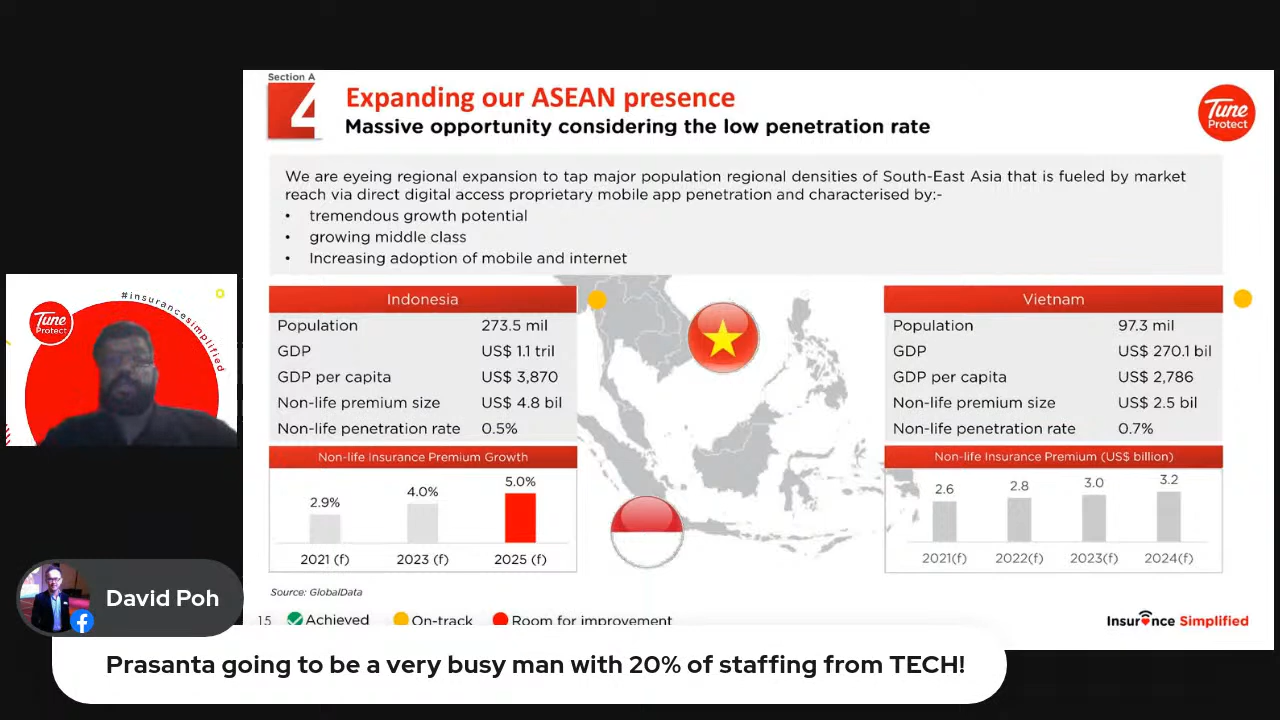 Section A
4
Expanding our ASEAN presence
Massive opportunity considering the low penetration rate
Tune
Protect
We are eyeing regional expansion to tap major population regional densities of South-East Asia that is fueled by market
reach via direct digital access proprietary mobile app penetration and characterised by:-
• tremendous growth potential
• growing middle class
• Increasing adoption of mobile and internet
#insurancesimplified
Tune
Protect
Indonesia
Population 273.5 mil
GDP US$ 1.1 tril
GDP per capita US$ 3,870
Non-life premium size US$ 4.8 bil
Non-life penetration rate 0.5%
Non-life Insurance Premium Growth
2.9% 4.0% 5.0%
2021 (f) 2023 (f) 2025 (f)
Vietnam
Population 97.3 mil
GDP US$ 270.1 bil
GDP per capita US$ 2,786
Non-life premium size US$ 2.5 bil
Non-life penetration rate 0.7%
Non-life Insurance Premium (US$ billion)
2.6 2.8 3.0 3.2
2021(f) 2022(f) 2023(f) 2024(f)
Source: GlobalData
15 Achieved On-track Room for improvement
Insurance Simplified
David Poh
Prasanta going to be a very busy man with 20% of staffing from TECH!